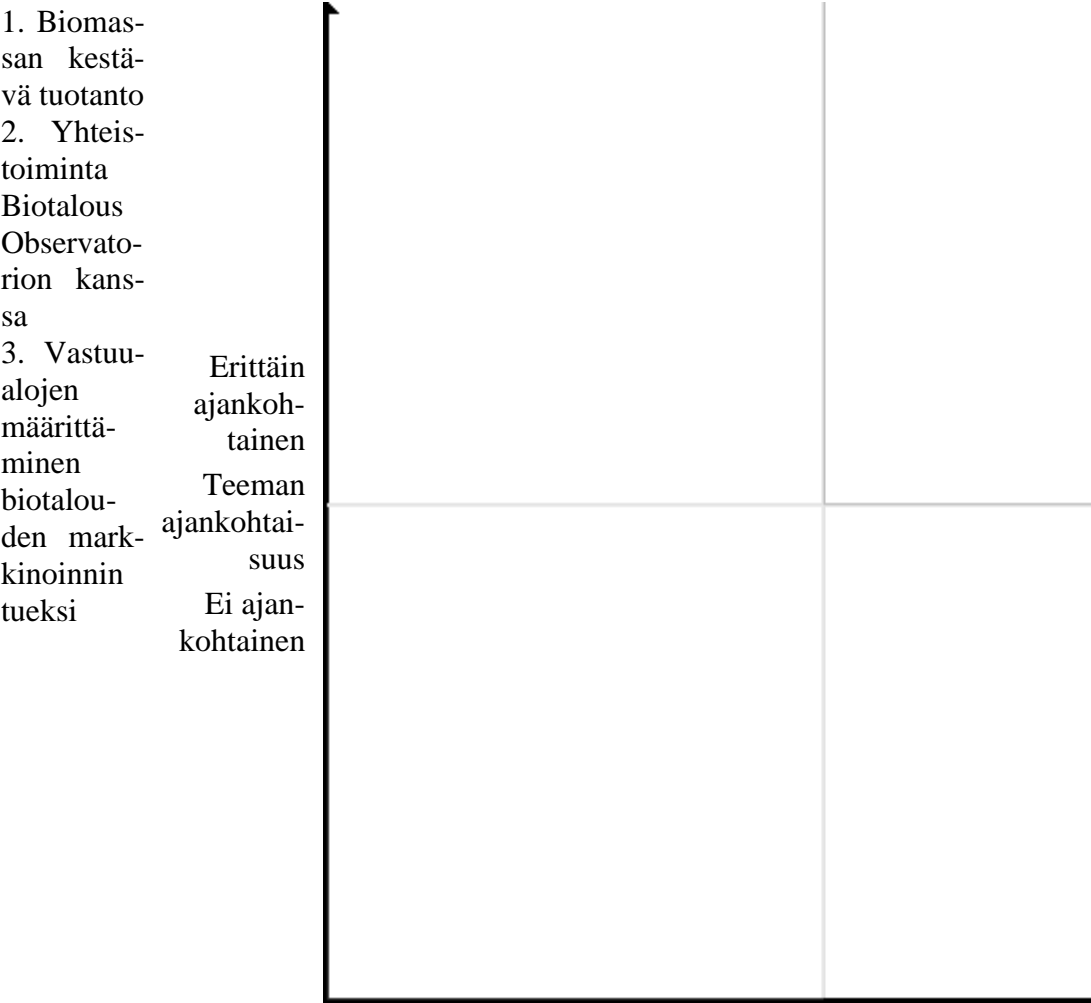 1. Biomas-
san kestä-
vä tuotanto
2. Yhteis-
toiminta
Biotalous
Observato-
rion kans-
sa
3. Vastuu-
alojen
määrittä-
minen
biotalou-
den mark-
kinoinnin
tueksi
Erittäin
ajankoh-
tainen
Teeman
ajankohtai-
suus
Ei ajan-
kohtainen